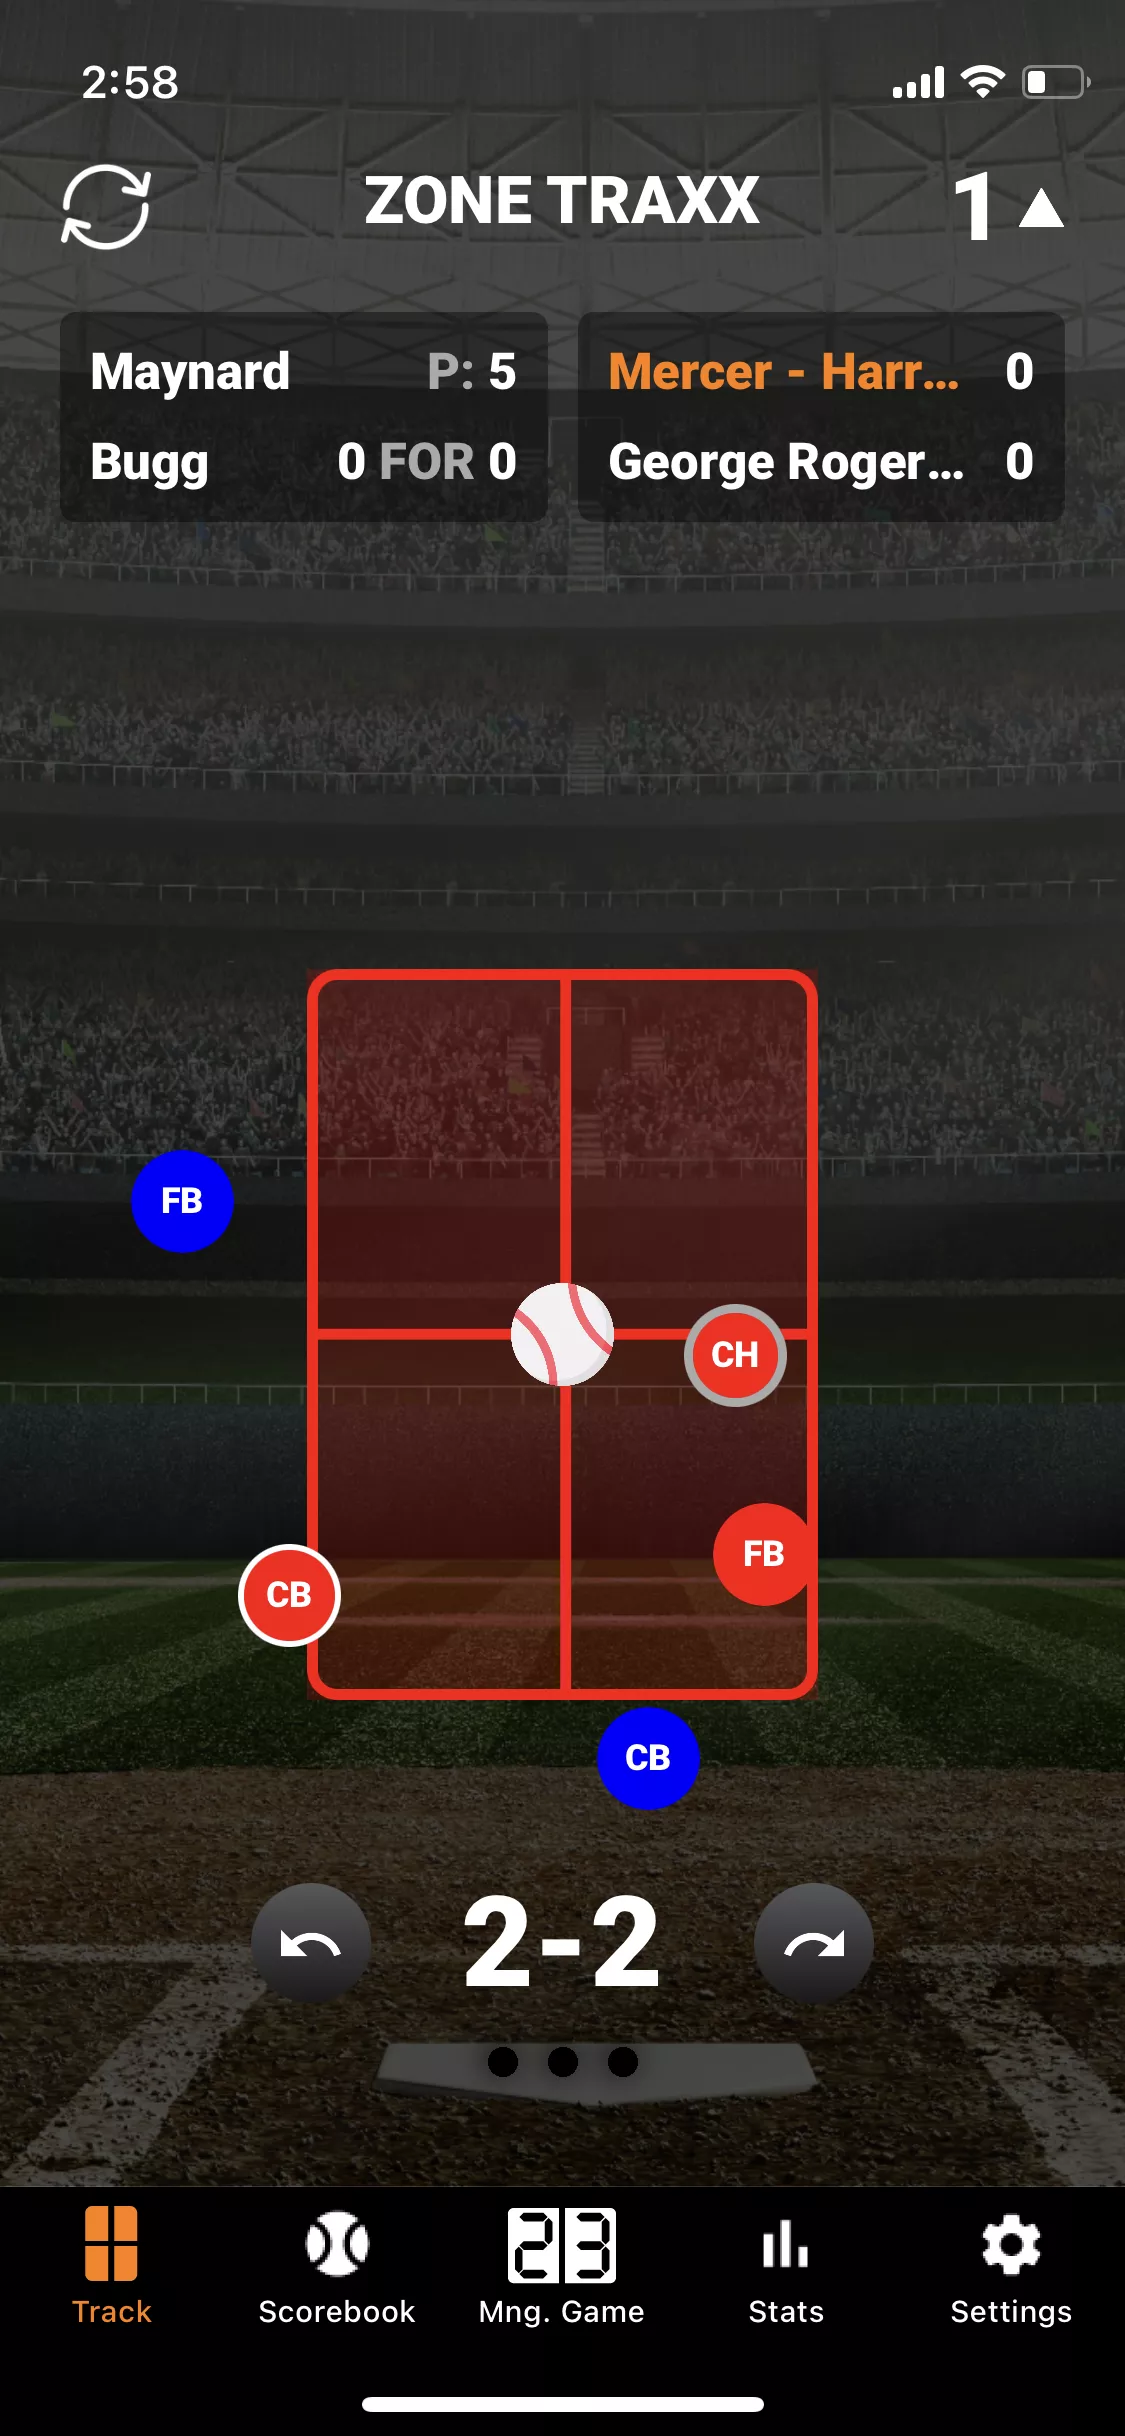 2:58
ZONE TRAXX
1
Maynard P: 5
Bugg 0 FOR 0
Mercer - Harr... 0
George Roger... 0
FB
CH
FB
CB
CB
2-2
23
Track
Scorebook
Mng. Game
Stats
Settings